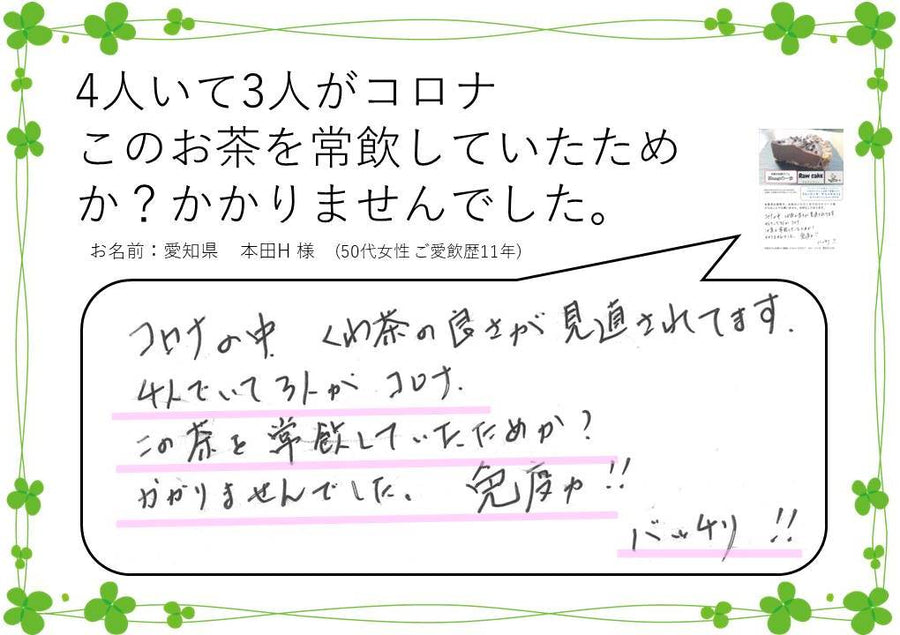 4人いて3人がコロナ
このお茶を常飲していたため
か？かかりませんでした。
お名前：愛知県　本田H 様　(50代女性 ご愛飲歴11年)
Raw cake
コロナの中 くわ茶の良さが見直されてます.
4人でいて3人が コロナ.
この茶を常飲していたためか?
かかりませんでした。 免疫力!!
バッチリ!!